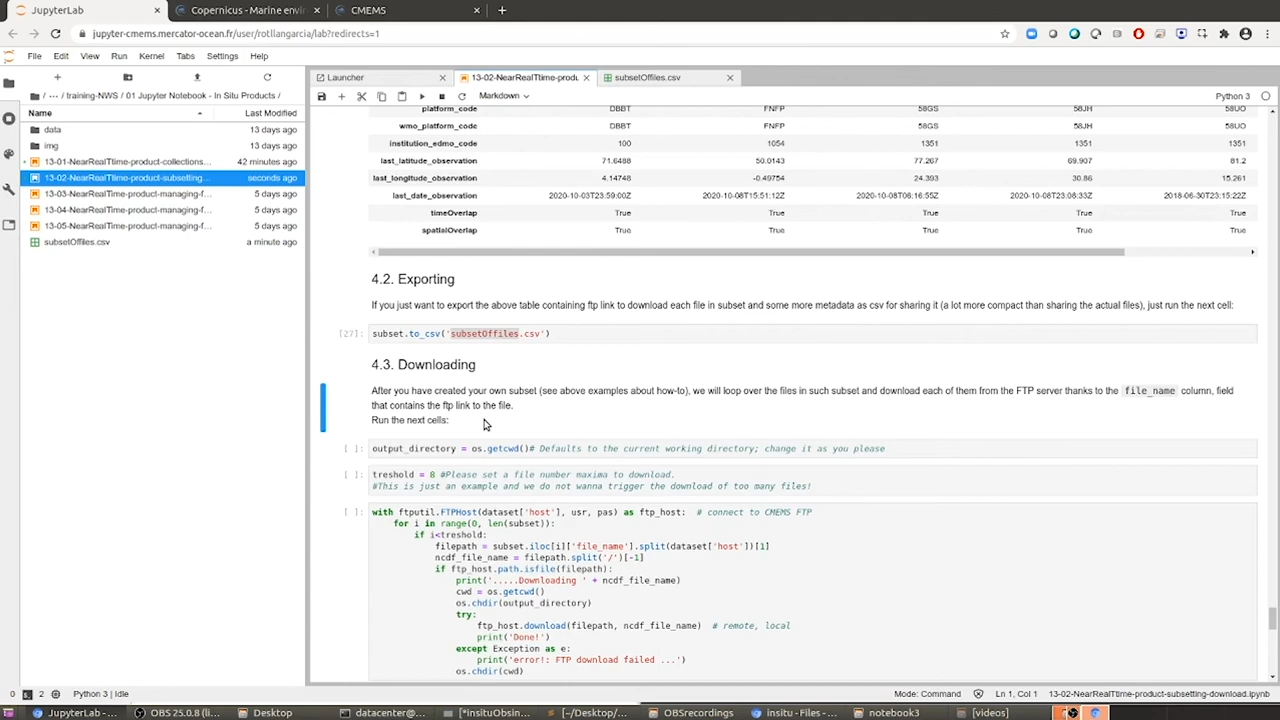 JupyterLab
Copernicus - Marine envi
CMEMS
jupyter-cmems.mercator-ocean.fr/user/rotllangarcia/lab?redirects=1
File Edit View Run Kernel Tabs Settings Help
/ ··· / training-NWS / 01 Jupyter Notebook - In Situ Products /
Name Last Modified
data 13 days ago
img 13 days ago
13-01-NearRealTtime-product-collections... 42 minutes ago
13-02-NearRealTime-product-subsetting... seconds ago
13-03-NearRealTime-product-managing-f... 5 days ago
13-04-NearRealTime-product-managing-f... 5 days ago
13-05-NearRealTime-product-managing-f... 5 days ago
subsetOffiles.csv a minute ago
Launcher
13-02-NearRealTtime-produ
subsetOffiles.csv
Markdown
Python 3
platform_code DBBT FNFP 58GS 58JH 58UO
wmo_platform_code DBBT FNFP 58GS 58JH 58UO
institution_edmo_code 100 1054 1351 1351 1351
last_latitude_observation 71.6488 50.0143 77.267 69.907 81.2
last_longitude_observation 4.14748 -0.49754 24.393 30.86 15.261
last_date_observation 2020-10-03T23:59:00Z 2020-10-08T15:51:12Z 2020-10-08T06:16:55Z 2020-10-08T23:08:33Z 2018-06-30T23:15:22Z
timeOverlap True True True True True
spatialOverlap True True True True True
4.2. Exporting
If you just want to export the above table containing ftp link to download each file in subset and some more metadata as csv for sharing it (a lot more compact than sharing the actual files), just run the next cell:
[27]: subset.to_csv('subsetOffiles.csv')
4.3. Downloading
After you have created your own subset (see above examples about how-to), we will loop over the files in such subset and download each of them from the FTP server thanks to the file_name column, field
that contains the ftp link to the file.
Run the next cells:
[ ]: output_directory = os.getcwd()# Defaults to the current working directory; change it as you please
[ ]: treshold = 8 #Please set a file number maxima to download.
#This is just an example and we do not wanna trigger the download of too many files!
[ ]: with ftputil.FTPHost(dataset['host'], usr, pas) as ftp_host: # connect to CMEMS FTP
for i in range(0, len(subset)):
if i<treshold:
filepath = subset.iloc[i]['file_name'].split(dataset['host'])[1]
ncdf_file_name = filepath.split('/')[-1]
if ftp_host.path.isfile(filepath):
print('.....Downloading ' + ncdf_file_name)
cwd = os.getcwd()
os.chdir(output_directory)
try:
ftp_host.download(filepath, ncdf_file_name) # remote, local
print('Done!')
except Exception as e:
print('error!: FTP download failed ...')
os.chdir(cwd)
0 2 Python 3 | Idle
Mode: Command
Ln 1, Col 1
13-02-NearRealTtime-product-subsetting-download.ipynb
JupyterLab - Go...
OBS 25.0.8 (li...
Desktop
datacenter@...
[*insituObsin...
[~/Desktop/...
OBSrecordings
insitu - Files - ...
notebook3
[videos]